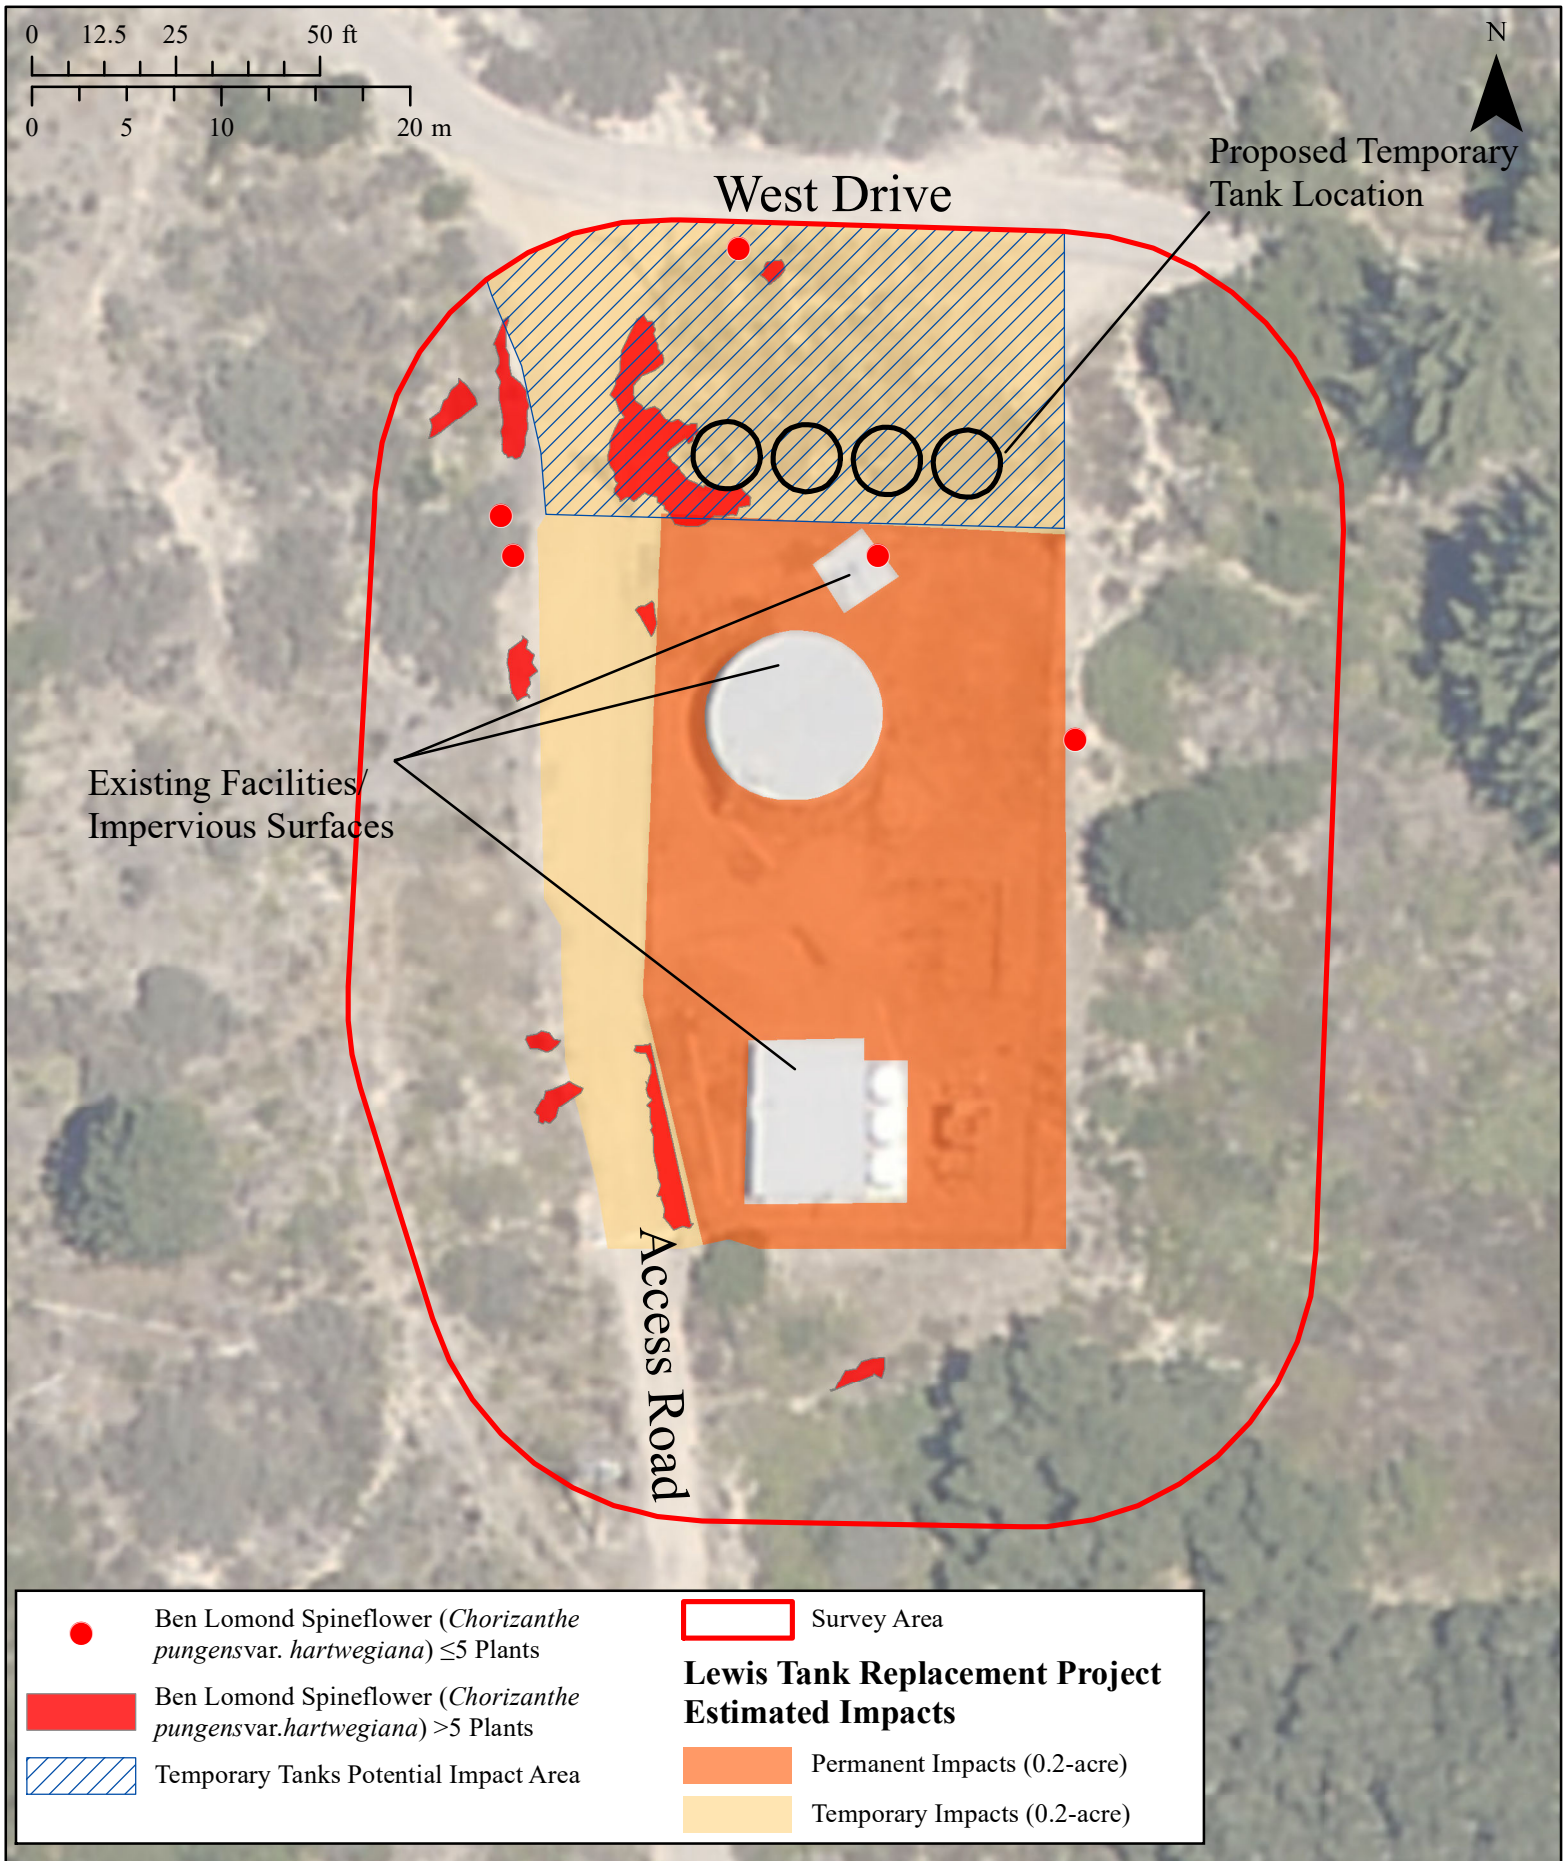 0 12.5 25 50 ft
0 5 10 20 m
N
Proposed Temporary
Tank Location
West Drive
Existing Facilities/
Impervious Surfaces
Access Road
Ben Lomond Spineflower (Chorizanthe
pungensvar. hartwegiana) ≤5 Plants
Ben Lomond Spineflower (Chorizanthe
pungensvar.hartwegiana) >5 Plants
Temporary Tanks Potential Impact Area
Survey Area
Lewis Tank Replacement Project
Estimated Impacts
Permanent Impacts (0.2-acre)
Temporary Impacts (0.2-acre)